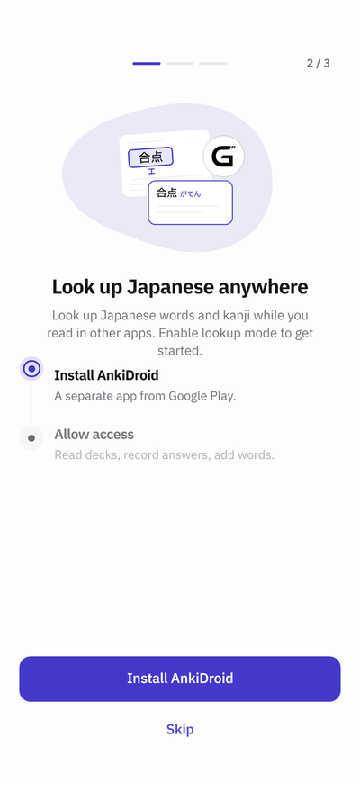 2 / 3
合点
G
合点 がてん
Look up Japanese anywhere
Look up Japanese words and kanji while you
read in other apps. Enable lookup mode to get
started.
Install AnkiDroid
A separate app from Google Play.
Allow access
Read decks, record answers, add words.
Install AnkiDroid
Skip